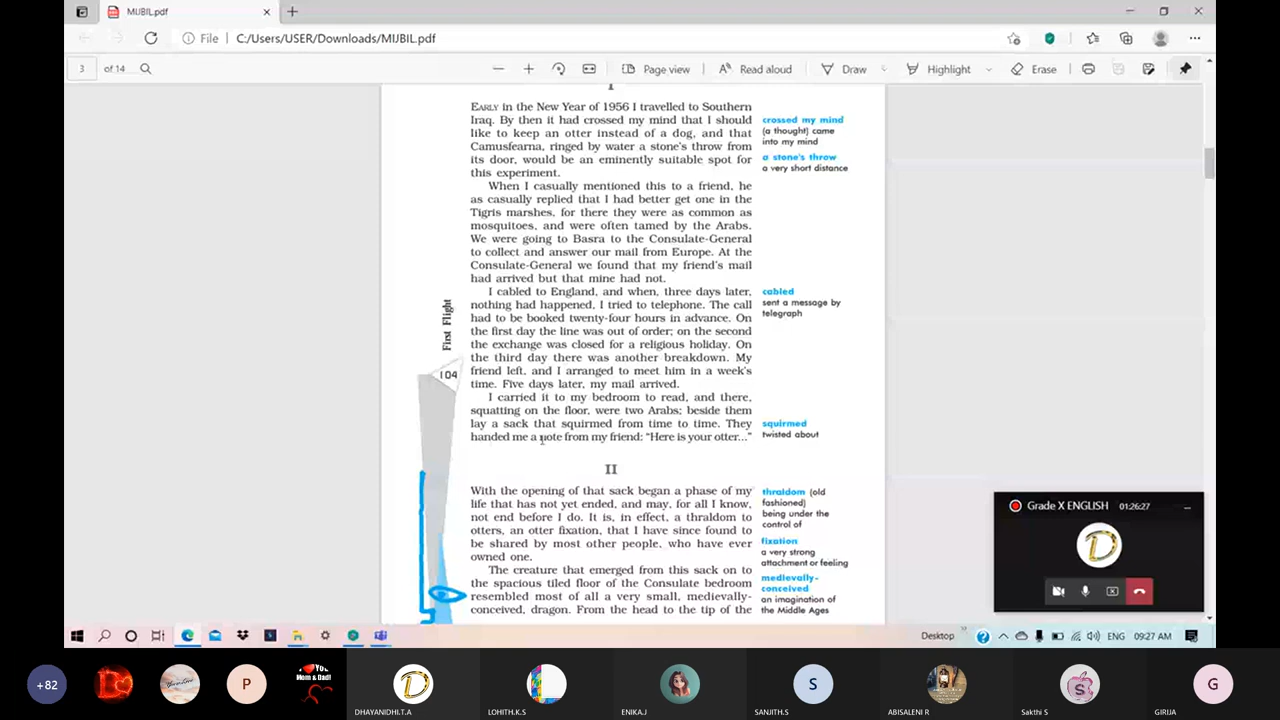 MIJBIL.pdf
File
C:/Users/USER/Downloads/MIJBIL.pdf
3 of 14
Page view
Read aloud
Draw
Highlight
Erase
EARLY in the New Year of 1956 I travelled to Southern
Iraq. By then it had crossed my mind that I should
like to keep an otter instead of a dog, and that
Camusfearna, ringed by water a stone's throw from
its door, would be an eminently suitable spot for
this experiment.
When I casually mentioned this to a friend, he
as casually replied that I had better get one in the
Tigris marshes, for there they were as common as
mosquitoes, and were often tamed by the Arabs.
We were going to Basra to the Consulate-General
to collect and answer our mail from Europe. At the
Consulate-General we found that my friend's mail
had arrived but that mine had not.
I cabled to England, and when, three days later,
nothing had happened, I tried to telephone. The call
had to be booked twenty-four hours in advance. On
the first day the line was out of order; on the second
the exchange was closed for a religious holiday. On
the third day there was another breakdown. My
friend left, and I arranged to meet him in a week's
time. Five days later, my mail arrived.
I carried it to my bedroom to read, and there,
squatting on the floor, were two Arabs; beside them
lay a sack that squirmed from time to time. They
handed me a note from my friend: "Here is your otter..."
II
With the opening of that sack began a phase of my
life that has not yet ended, and may, for all I know,
not end before I do. It is, in effect, a thraldom to
otters, an otter fixation, that I have since found to
be shared by most other people, who have ever
owned one.
The creature that emerged from this sack on to
the spacious tiled floor of the Consulate bedroom
resembled most of all a very small, medievally-
conceived, dragon. From the head to the tip of the
crossed my mind
(a thought) came
into my mind
a stone's throw
a very short distance
cabled
sent a message by
telegraph
squirmed
twisted about
thraldom (old
fashioned)
being under the
control of
fixation
a very strong
attachment or feeling
medievally-
conceived
an imagination of
the Middle Ages
First Flight
104
Grade X ENGLISH
01:26:27
D
Desktop
ENG
09:27 AM
+82
P
I ❤ You
Mom & Dad!
D
S
S
G
DHAYANIDHI.T.A
LOHITH.K.S
ENIKA.J
SANJITH.S
ABISALENI R
Sakthi S
GIRIJA